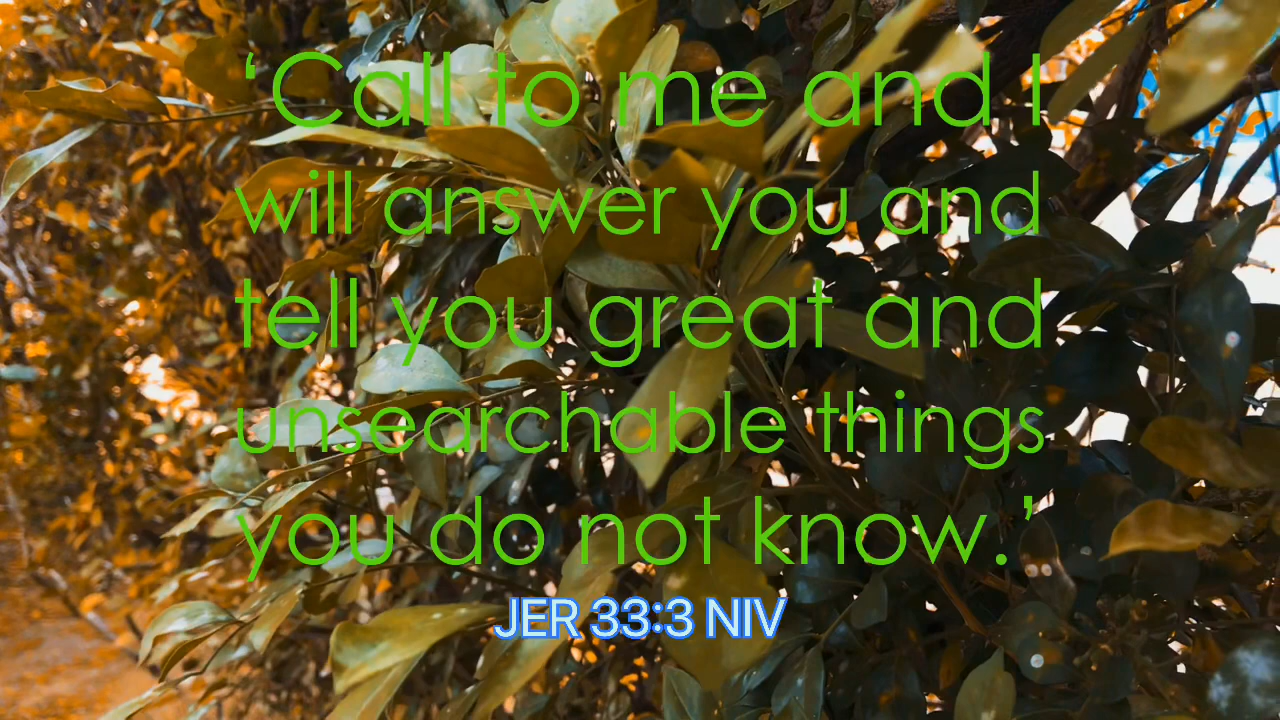 ‘Call to me and I
will answer you and
tell you great and
unsearchable things
you do not know.’
JER 33:3 NIV